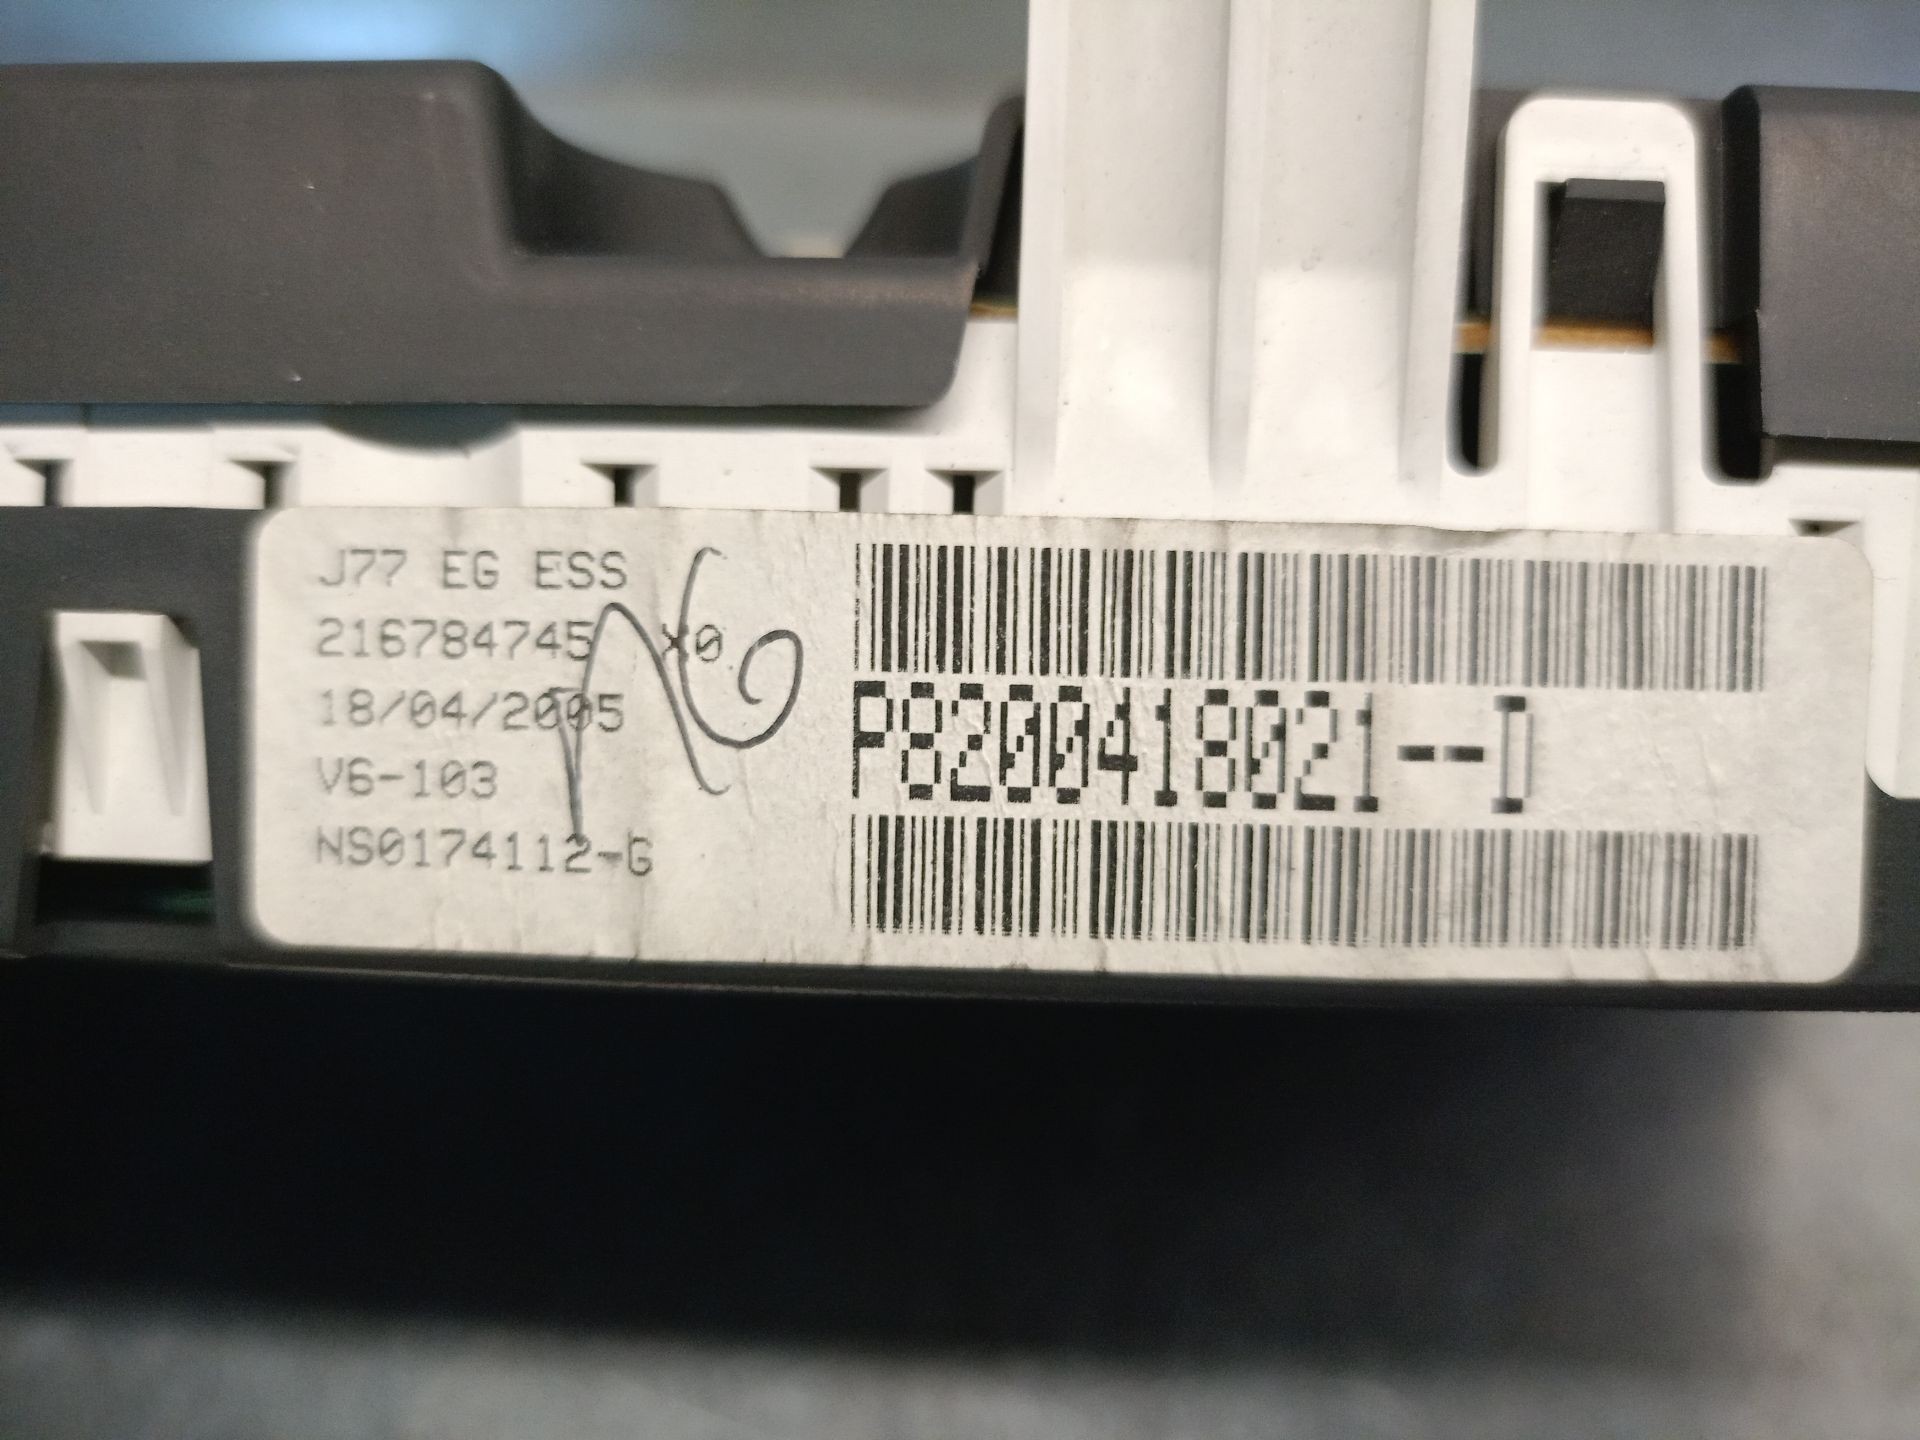 J77 EG ESS
216784745 X0
18/04/2005
V6-103
NS0174112-G
P8200418021--D